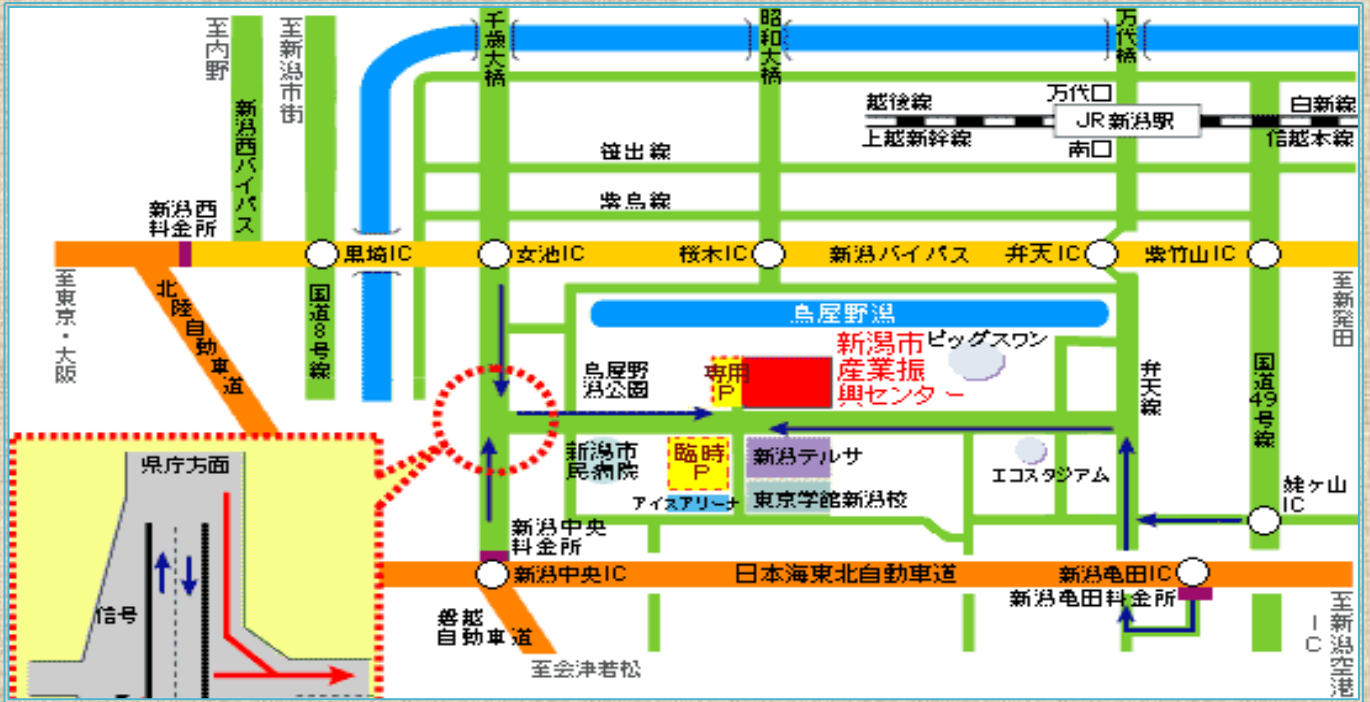 至内野
至新潟市街
千歳大橋
昭和大橋
万代橋
新潟西バイパス
越後線
万代口
白新線
JR新潟駅
上越新幹線
南口
信越本線
笹出線
紫鳥線
新潟西
料金所
黒埼IC
女池IC
桜木IC
新潟バイパス
弁天IC
紫竹山IC
至東京・大阪
北陸自動車道
国道8号線
至新発田
鳥屋野潟
新潟市
産業振
興センター
ビッグスワン
専用
P
鳥屋野
潟公園
弁天線
国道49号線
新潟市
民病院
臨時
P
新潟テルサ
エコスタジアム
アイスアリーナ
東京学館新潟校
姥ヶ山
IC
県庁方面
信号
新潟中央
料金所
新潟中央IC
日本海東北自動車道
新潟亀田IC
新潟亀田料金所
磐越
自動車道
至会津若松
至新潟空港
IC